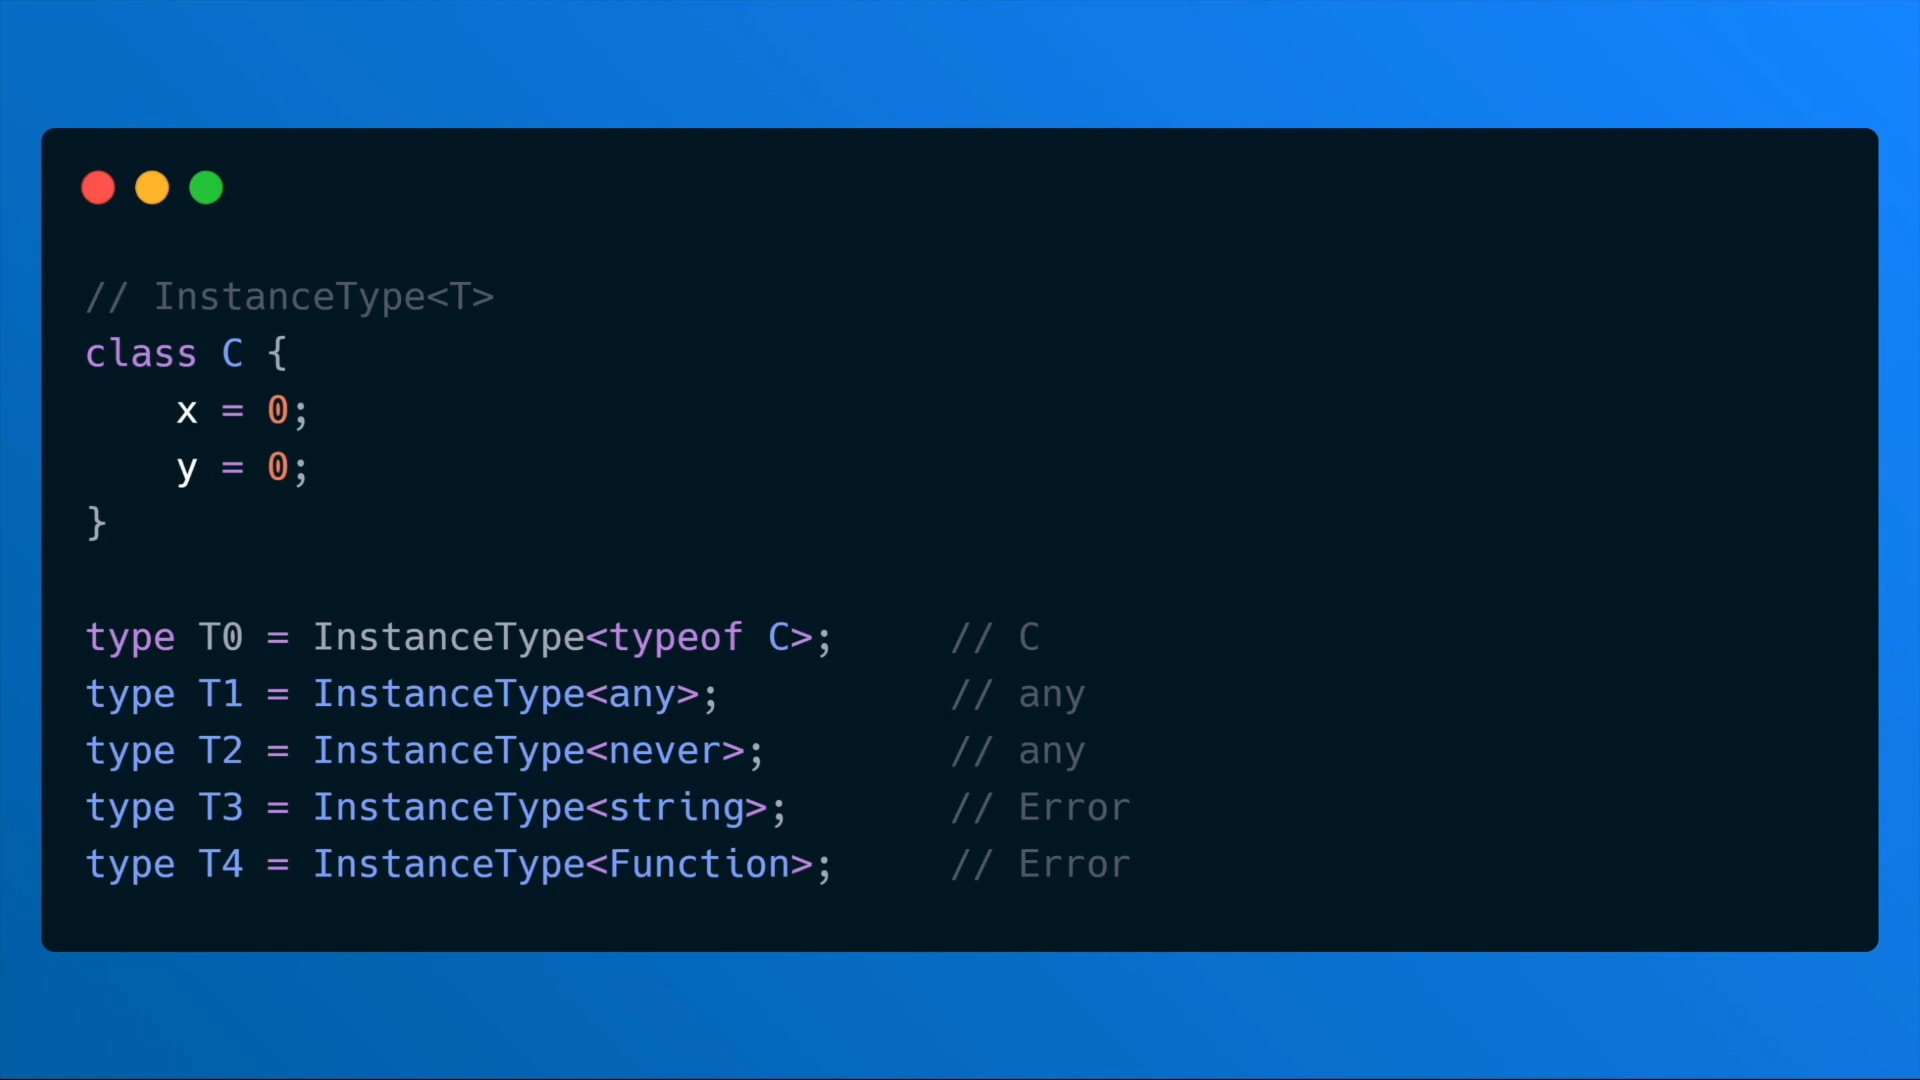 // InstanceType<T>
class C {
    x = 0;
    y = 0;
}
type T0 = InstanceType<typeof C>;     // C
type T1 = InstanceType<any>;          // any
type T2 = InstanceType<never>;        // any
type T3 = InstanceType<string>;       // Error
type T4 = InstanceType<Function>;     // Error